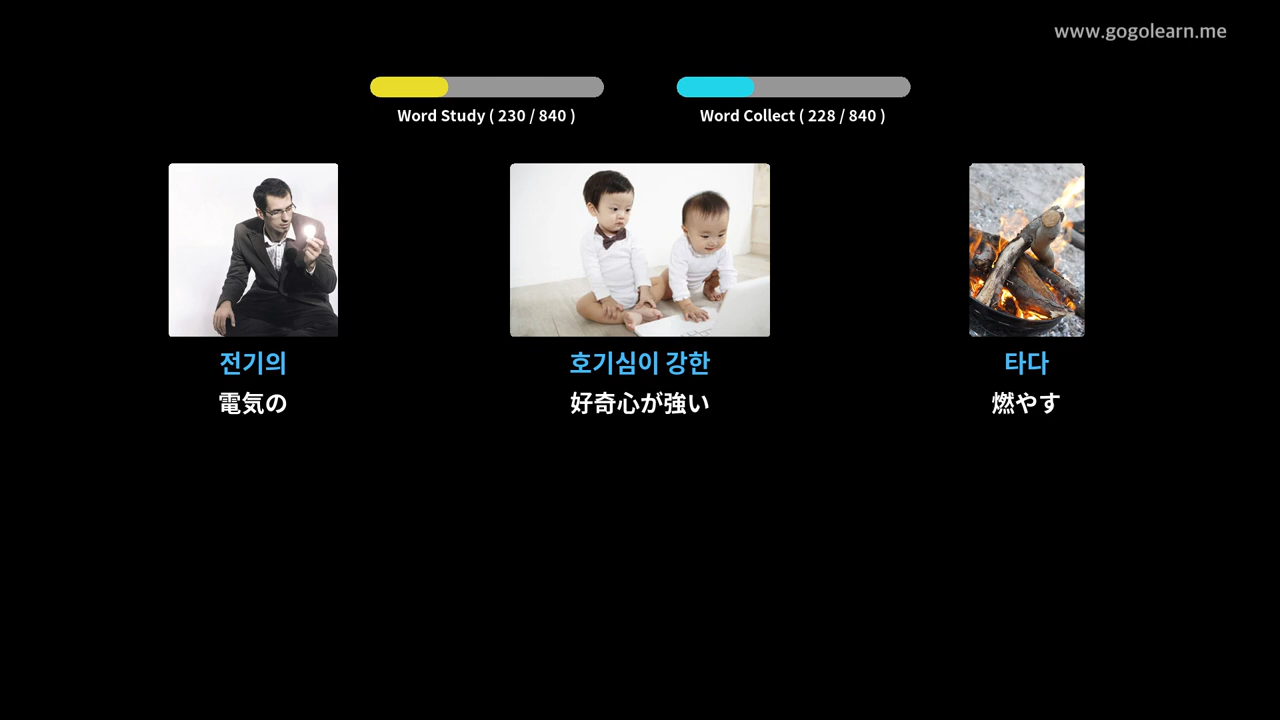 www.gogolearn.me
Word Study ( 230 / 840 )
Word Collect ( 228 / 840 )
전기의
電気の
호기심이 강한
好奇心が強い
타다
燃やす